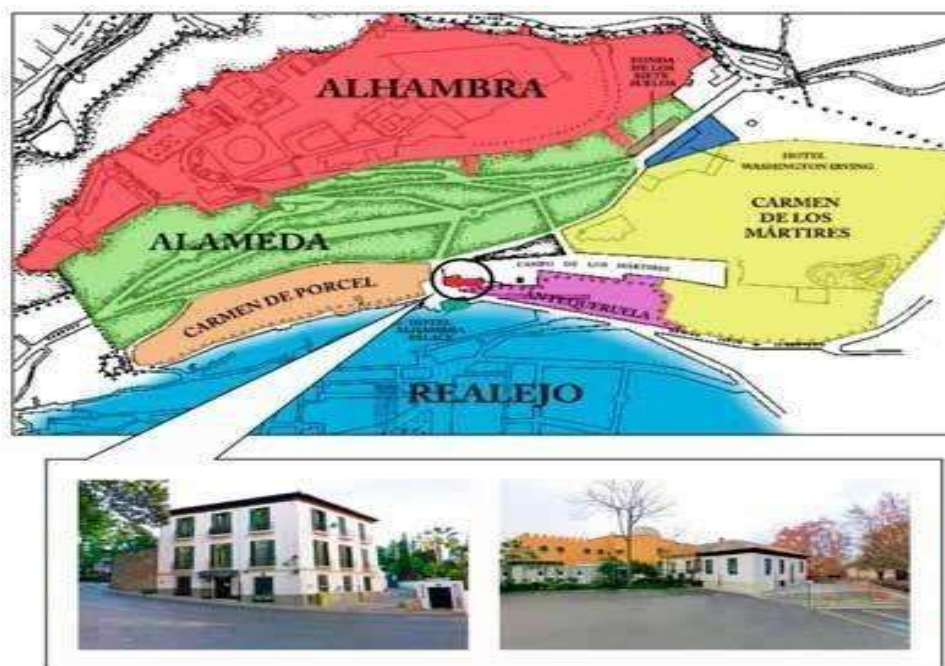 ALHAMBRA
FONDA
DE LOS
SIETE
SUELOS
HOTEL
WASHINGTON IRVING
ALAMEDA
CARMEN
DE LOS
MÁRTIRES
CAMPO DE LOS MÁRTIRES
CARMEN DE PORCEL
ANTEQUERUELA
HOTEL
ALHAMBRA
PALACE
REALEJO